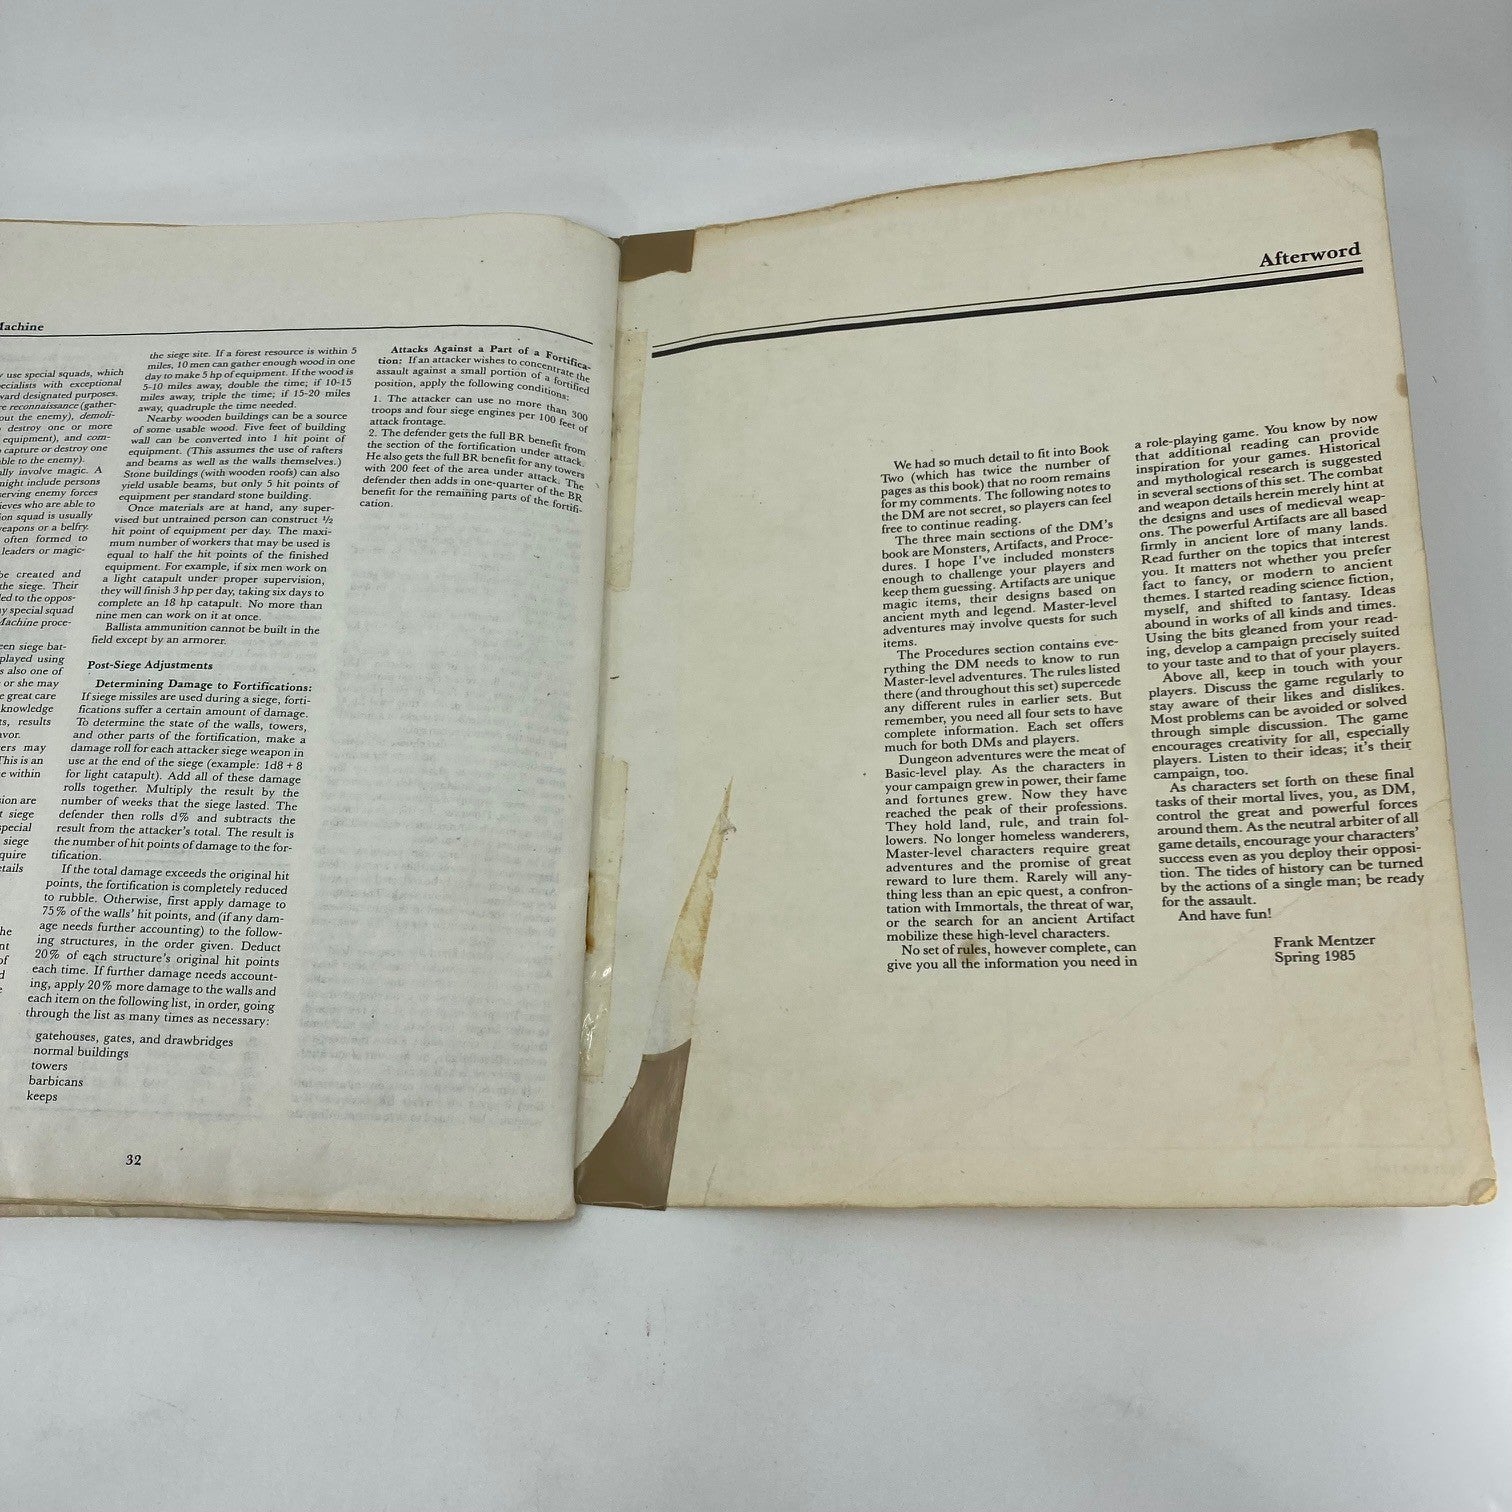 Machine
y use special squads, which
ecialists with exceptional
ward designated purposes.
re reconnaissance (gather-
out the enemy), demoli-
destroy one or more
equipment), and com-
capture or destroy one
ble to the enemy).
lly involve magic. A
night include persons
erving enemy forces
ieves who are able to
on squad is usually
weapons or a belfry.
often formed to
leaders or magic-
be created and
the siege. Their
led to the oppos-
y special squad
Machine proce-
een siege bat-
played using
s also one of
or she may
e great care
knowledge
ts, results
avor.
ers may
This is an
e within
sion are
t siege
special
siege
quire
etails
he
nt
of
d
the siege site. If a forest resource is within 5
miles, 10 men can gather enough wood in one
day to make 5 hp of equipment. If the wood is
5-10 miles away, double the time; if 10-15
miles away, triple the time; if 15-20 miles
away, quadruple the time needed.
Nearby wooden buildings can be a source
of some usable wood. Five feet of building
wall can be converted into 1 hit point of
equipment. (This assumes the use of rafters
and beams as well as the walls themselves.)
Stone buildings (with wooden roofs) can also
yield usable beams, but only 5 hit points of
equipment per standard stone building.
Once materials are at hand, any super-
vised but untrained person can construct ½
hit point of equipment per day. The maxi-
mum number of workers that may be used is
equal to half the hit points of the finished
equipment. For example, if six men work on
a light catapult under proper supervision,
they will finish 3 hp per day, taking six days to
complete an 18 hp catapult. No more than
nine men can work on it at once.
Ballista ammunition cannot be built in the
field except by an armorer.
Post-Siege Adjustments
Determining Damage to Fortifications:
If siege missiles are used during a siege, forti-
fications suffer a certain amount of damage.
To determine the state of the walls, towers,
and other parts of the fortification, make a
damage roll for each attacker siege weapon in
use at the end of the siege (example: 1d8 + 8
for light catapult). Add all of these damage
rolls together. Multiply the result by the
number of weeks that the siege lasted. The
defender then rolls d% and subtracts the
result from the attacker's total. The result is
the number of hit points of damage to the for-
tification.
If the total damage exceeds the original hit
points, the fortification is completely reduced
to rubble. Otherwise, first apply damage to
75% of the walls' hit points, and (if any dam-
age needs further accounting) to the follow-
ing structures, in the order given. Deduct
20% of each structure's original hit points
each time. If further damage needs account-
ing, apply 20% more damage to the walls and
each item on the following list, in order, going
through the list as many times as necessary:
gatehouses, gates, and drawbridges
normal buildings
towers
barbicans
keeps
Attacks Against a Part of a Fortifica-
tion: If an attacker wishes to concentrate the
assault against a small portion of a fortified
position, apply the following conditions:
1. The attacker can use no more than 300
troops and four siege engines per 100 feet of
attack frontage.
2. The defender gets the full BR benefit from
the section of the fortification under attack.
He also gets the full BR benefit for any towers
with 200 feet of the area under attack. The
defender then adds in one-quarter of the BR
benefit for the remaining parts of the fortifi-
cation.
32
Afterword
We had so much detail to fit into Book
Two (which has twice the number of
pages as this book) that no room remains
for my comments. The following notes to
the DM are not secret, so players can feel
free to continue reading.
The three main sections of the DM's
book are Monsters, Artifacts, and Proce-
dures. I hope I've included monsters
enough to challenge your players and
keep them guessing. Artifacts are unique
magic items, their designs based on
ancient myth and legend. Master-level
adventures may involve quests for such
items.
The Procedures section contains eve-
rything the DM needs to know to run
Master-level adventures. The rules listed
there (and throughout this set) supercede
any different rules in earlier sets. But
remember, you need all four sets to have
complete information. Each set offers
much for both DMs and players.
Dungeon adventures were the meat of
Basic-level play. As the characters in
your campaign grew in power, their fame
and fortunes grew. Now they have
reached the peak of their professions.
They hold land, rule, and train fol-
lowers. No longer homeless wanderers,
Master-level characters require great
adventures and the promise of great
reward to lure them. Rarely will any-
thing less than an epic quest, a confron-
tation with Immortals, the threat of war,
or the search for an ancient Artifact
mobilize these high-level characters.
No set of rules, however complete, can
give you all the information you need in
a role-playing game. You know by now
that additional reading can provide
inspiration for your games. Historical
and mythological research is suggested
in several sections of this set. The combat
and weapon details herein merely hint at
the designs and uses of medieval weap-
ons. The powerful Artifacts are all based
firmly in ancient lore of many lands.
Read further on the topics that interest
you. It matters not whether you prefer
fact to fancy, or modern to ancient
themes. I started reading science fiction,
myself, and shifted to fantasy. Ideas
abound in works of all kinds and times.
Using the bits gleaned from your read-
ing, develop a campaign precisely suited
to your taste and to that of your players.
Above all, keep in touch with your
players. Discuss the game regularly to
stay aware of their likes and dislikes.
Most problems can be avoided or solved
through simple discussion. The game
encourages creativity for all, especially
players. Listen to their ideas; it's their
campaign, too.
As characters set forth on these final
tasks of their mortal lives, you, as DM,
control the great and powerful forces
around them. As the neutral arbiter of all
game details, encourage your characters'
success even as you deploy their opposi-
tion. The tides of history can be turned
by the actions of a single man; be ready
for the assault.
And have fun!
Frank Mentzer
Spring 1985